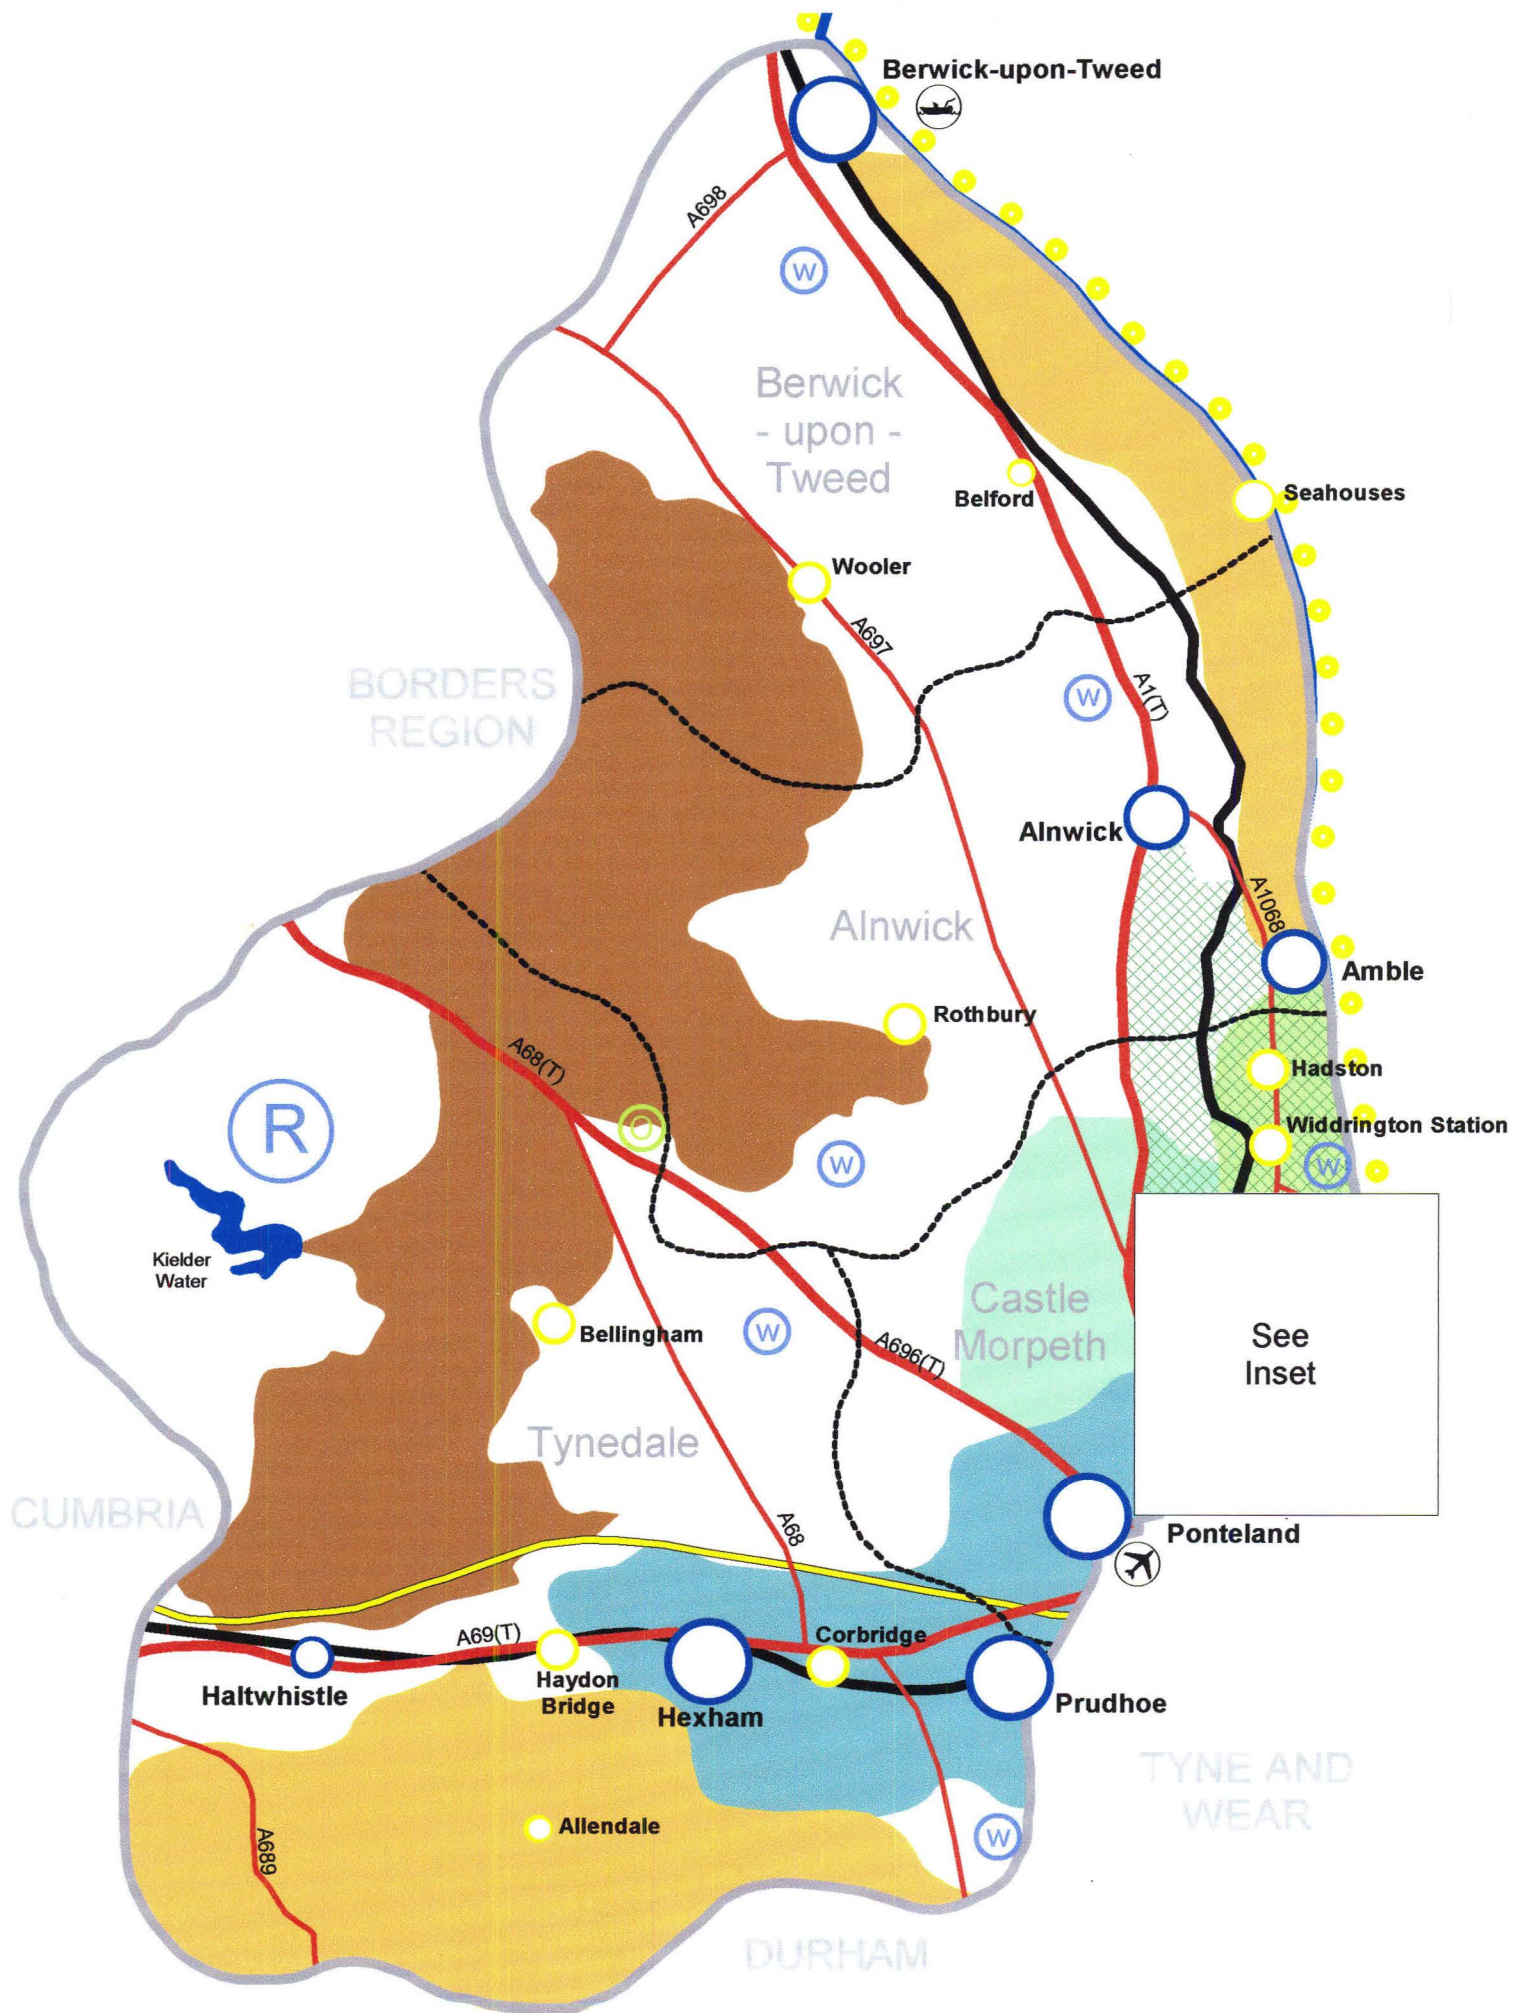 Berwick-upon-Tweed
A698
W
Berwick
- upon -
Tweed
Belford
Seahouses
Wooler
A697
BORDERS
REGION
W
A1(T)
Alnwick
A1068
Alnwick
Amble
Rothbury
A68(T)
Hadston
O
R
Widdrington Station
W
W
Kielder
Water
Castle
Morpeth
See
Inset
Bellingham
W
A696(T)
Tynedale
CUMBRIA
A68
Ponteland
A69(T)
Corbridge
Haltwhistle
Haydon
Bridge
Hexham
Prudhoe
TYNE AND
WEAR
Allendale
W
A689
DURHAM